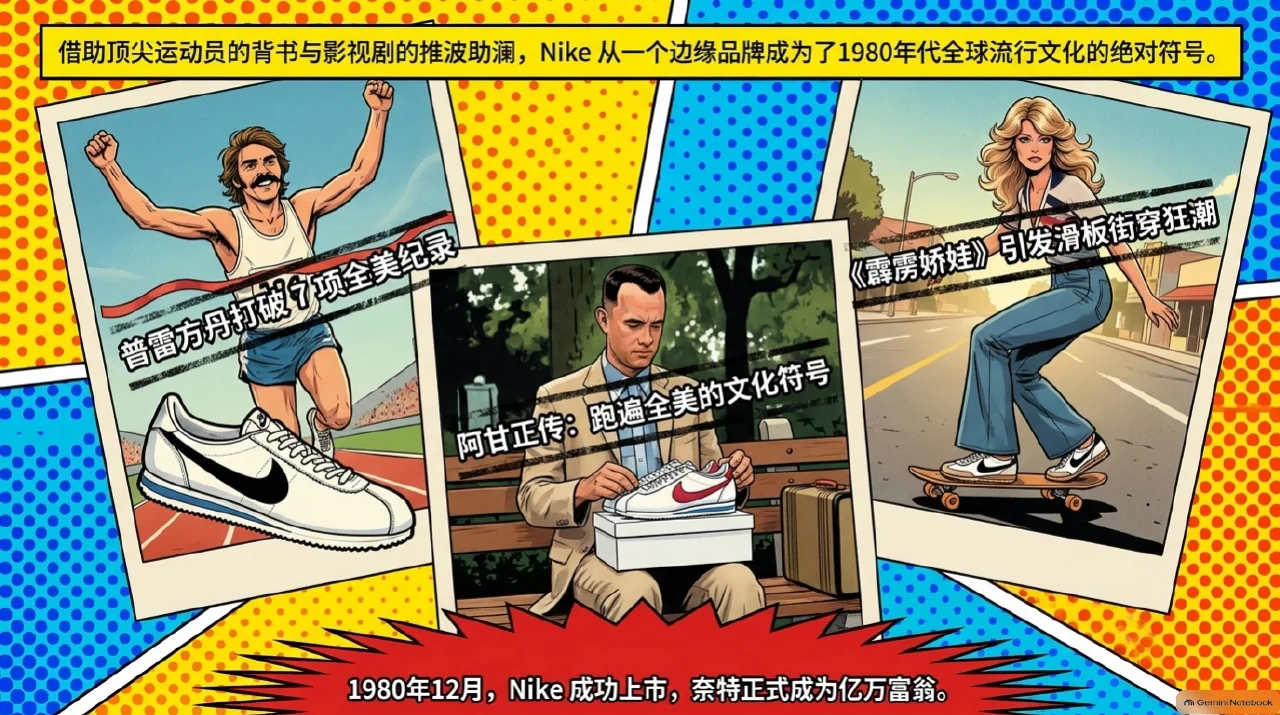 借助顶尖运动员的背书与影视剧的推波助澜，Nike 从一个边缘品牌成为了1980年代全球流行文化的绝对符号。
普雷方丹打破 7 项全美纪录
阿甘正传：跑遍全美的文化符号
《霹雳娇娃》引发滑板街穿狂潮
1980年12月，Nike 成功上市，奈特正式成为亿万富翁。
Gemini Notebook